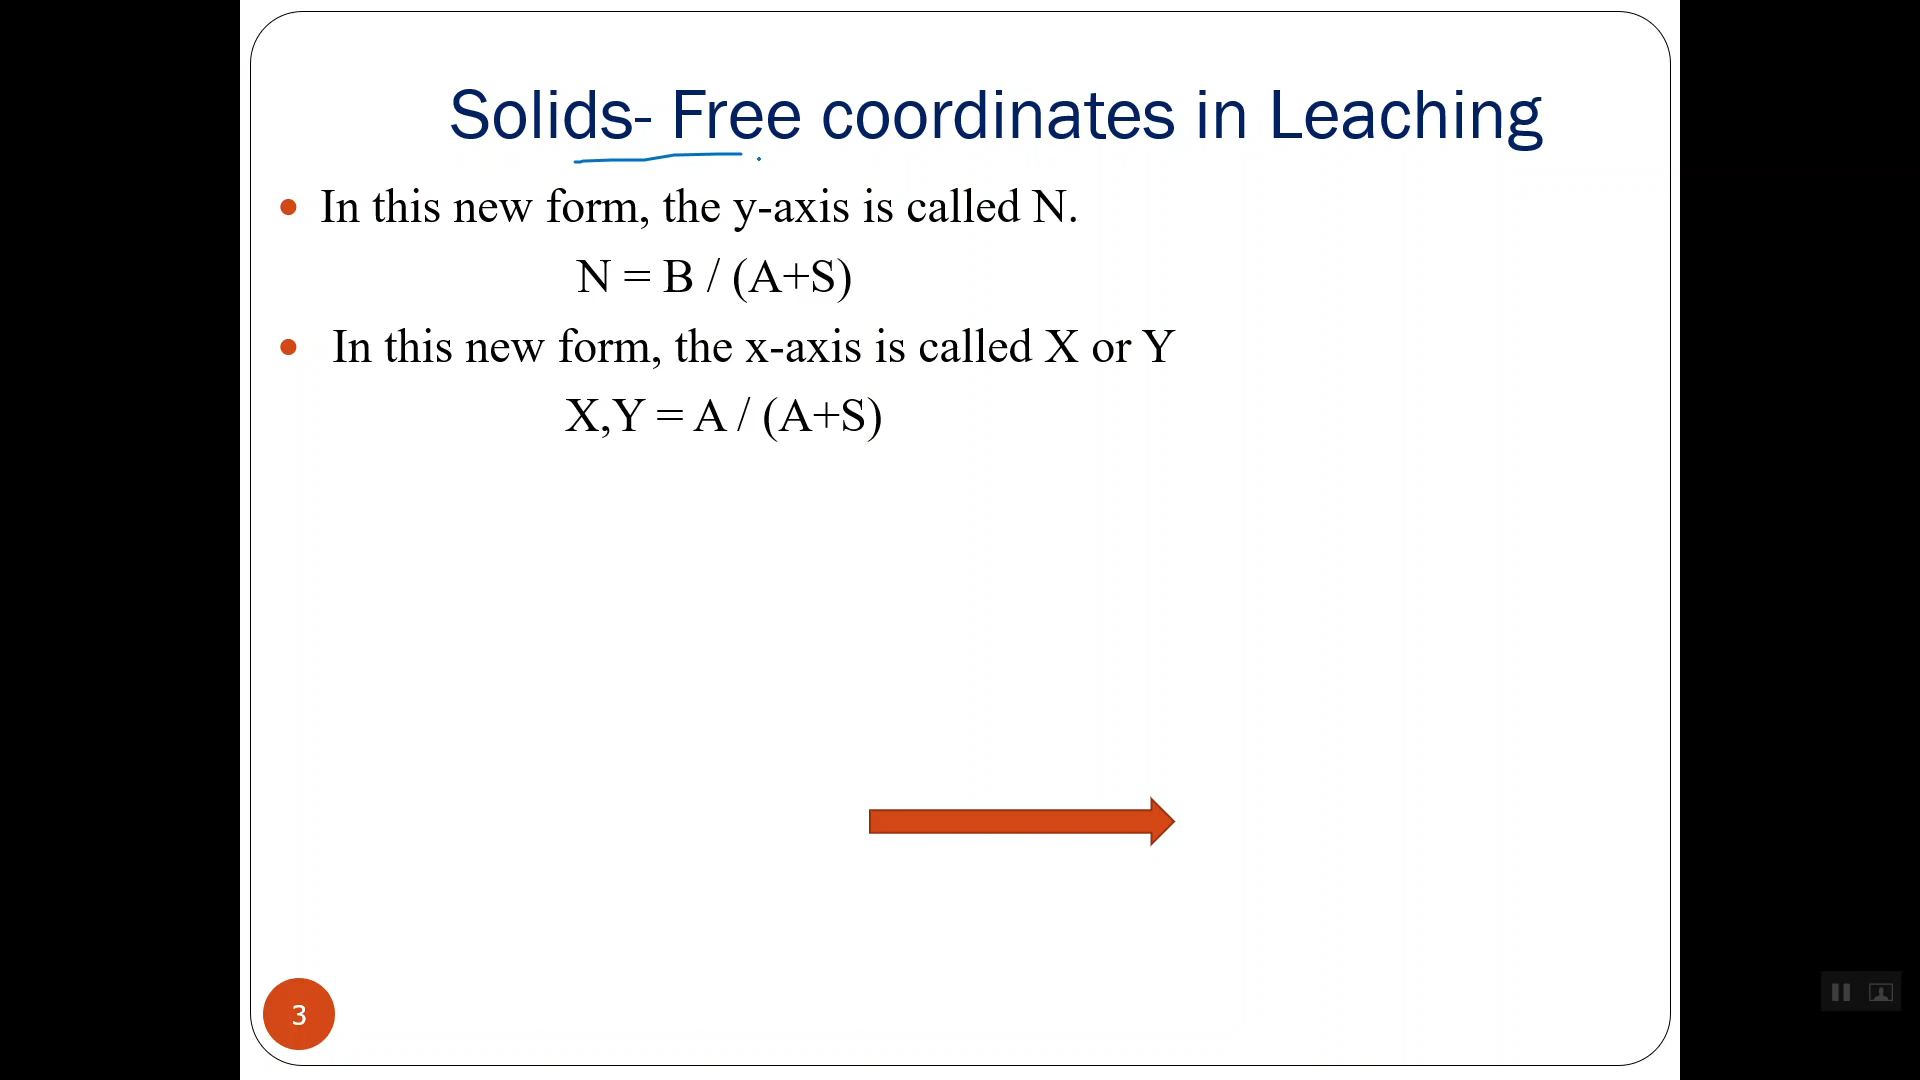 Solids- Free coordinates in Leaching
• In this new form, the y-axis is called N.
N = B / (A+S)
• In this new form, the x-axis is called X or Y
X,Y = A / (A+S)
3